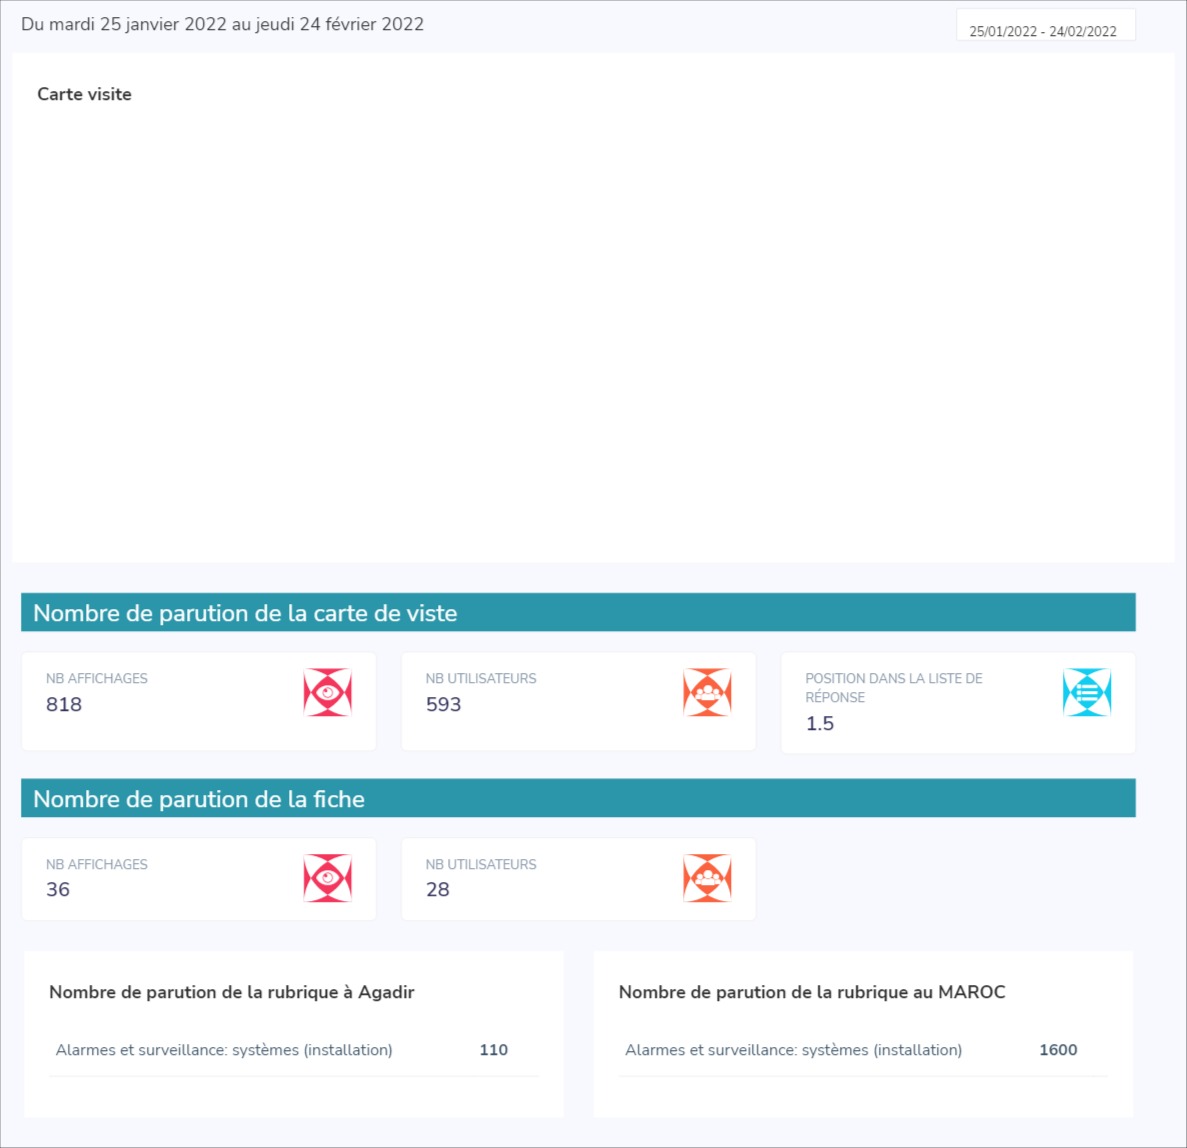 Du mardi 25 janvier 2022 au jeudi 24 février 2022
25/01/2022 - 24/02/2022
Carte visite
Nombre de parution de la carte de viste
NB AFFICHAGES
818
NB UTILISATEURS
593
POSITION DANS LA LISTE DE
RÉPONSE
1.5
Nombre de parution de la fiche
NB AFFICHAGES
36
NB UTILISATEURS
28
Nombre de parution de la rubrique à Agadir
Alarmes et surveillance: systèmes (installation) 110
Nombre de parution de la rubrique au MAROC
Alarmes et surveillance: systèmes (installation) 1600